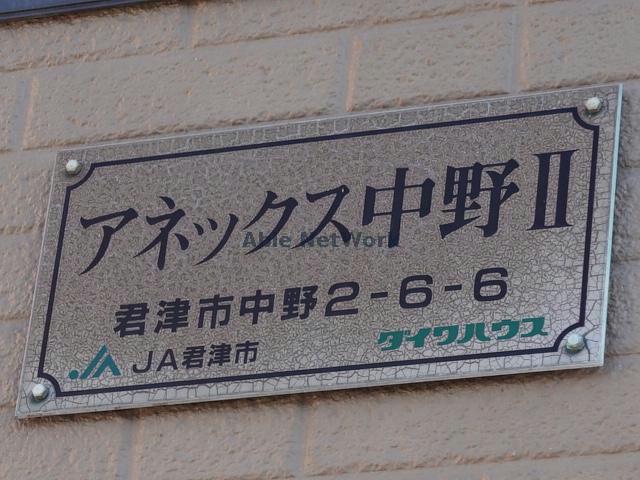 アネックス中野Ⅱ
Able NetWork
君津市中野2-6-6
JA JA君津市
ダイワハウス